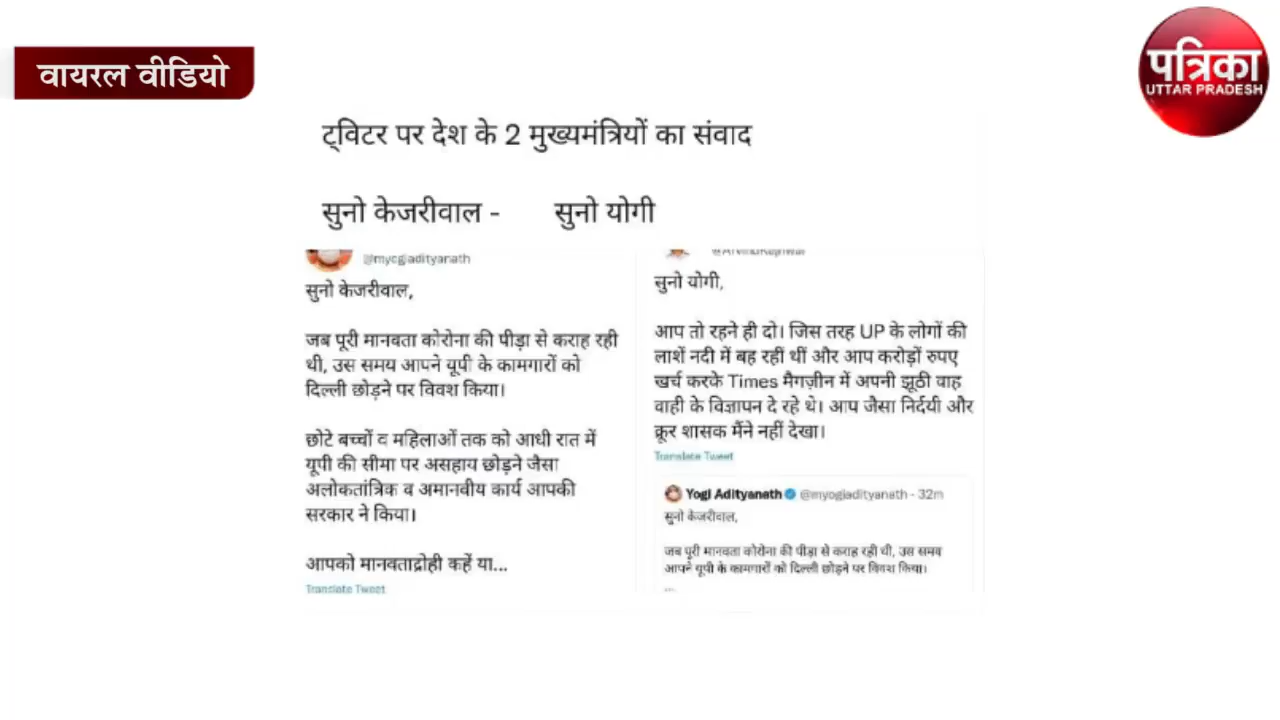 वायरल वीडियो
पत्रिका
UTTAR PRADESH
ट्विटर पर देश के 2 मुख्यमंत्रियों का संवाद
सुनो केजरीवाल - सुनो योगी
@myogiadityanath
सुनो केजरीवाल,
जब पूरी मानवता कोरोना की पीड़ा से कराह रही
थी, उस समय आपने यूपी के कामगारों को
दिल्ली छोड़ने पर विवश किया।
छोटे बच्चों व महिलाओं तक को आधी रात में
यूपी की सीमा पर असहाय छोड़ने जैसा
अलोकतांत्रिक व अमानवीय कार्य आपकी
सरकार ने किया।
आपको मानवताद्रोही कहें या...
Translate Tweet
सुनो योगी,
आप तो रहने ही दो। जिस तरह UP के लोगों की
लाशें नदी में बह रहीं थीं और आप करोड़ों रुपए
खर्च करके Times मैगज़ीन में अपनी झूठी वाह
वाही के विज्ञापन दे रहे थे। आप जैसा निर्दयी और
क्रूर शासक मैंने नहीं देखा।
Translate Tweet
Yogi Adityanath @myogiadityanath - 32m
सुनो केजरीवाल,
जब पूरी मानवता कोरोना की पीड़ा से कराह रही थी, उस समय
आपने यूपी के कामगारों को दिल्ली छोड़ने पर विवश किया।